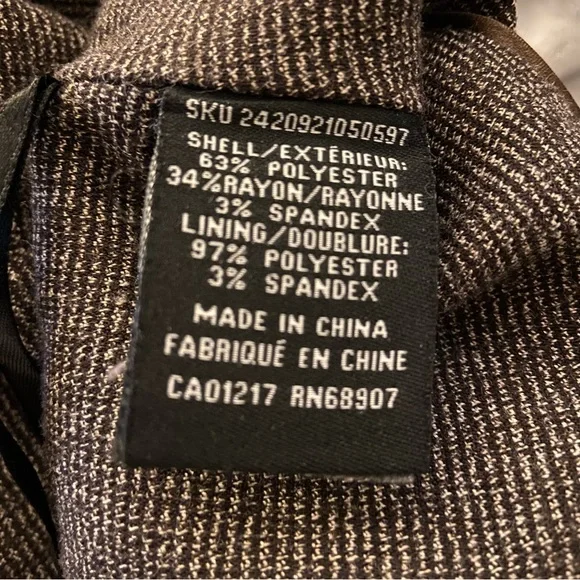 SKU 2420921050597
SHELL/EXTÉRIEUR:
63% POLYESTER
34%RAYON/RAYONNE
3% SPANDEX
LINING/DOUBLURE:
97% POLYESTER
3% SPANDEX
MADE IN CHINA
FABRIQUÉ EN CHINE
CA01217 RN68907